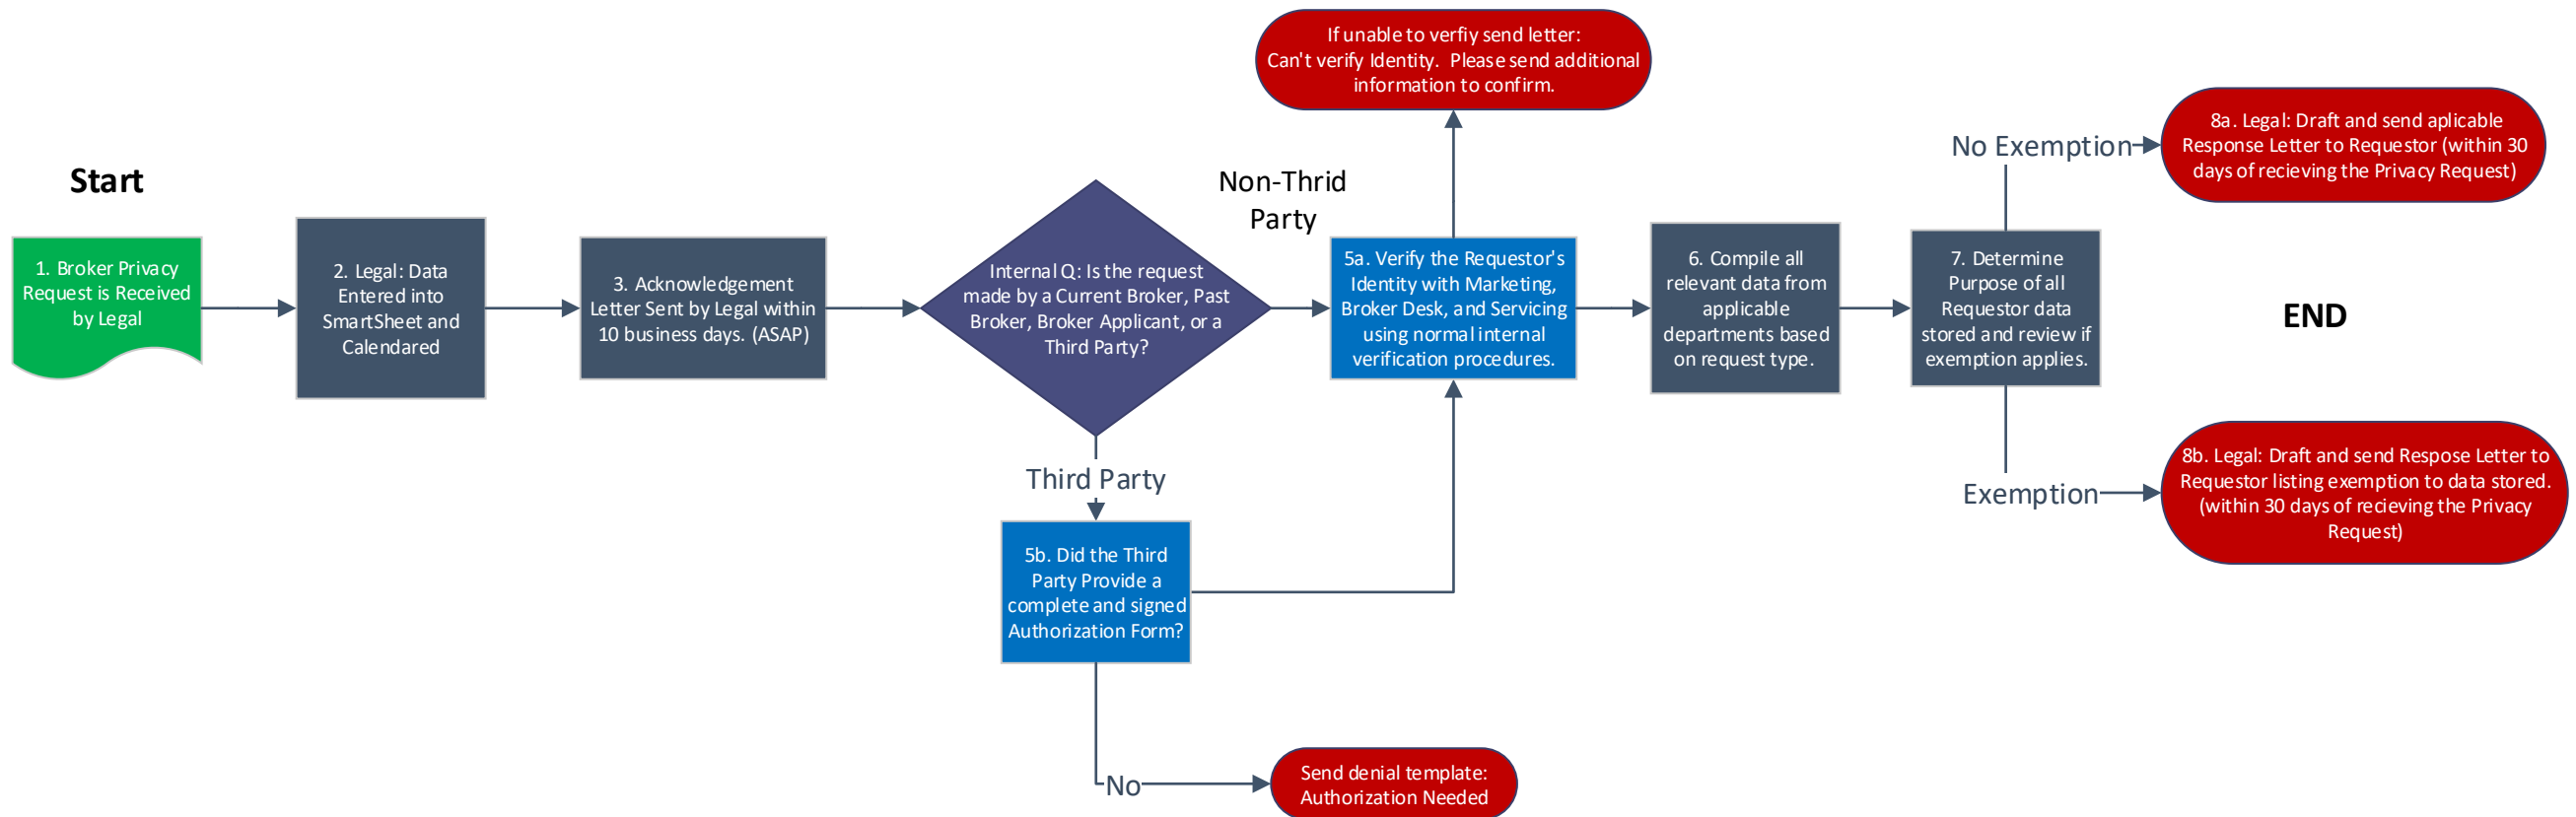 Start
1. Broker Privacy
Request is Received
by Legal
2. Legal: Data
Entered into
SmartSheet and
Calendared
3. Acknowledgement
Letter Sent by Legal within
10 business days. (ASAP)
Internal Q: Is the request
made by a Current Broker, Past
Broker, Broker Applicant, or a
Third Party?
Non-Thrid
Party
If unable to verfiy send letter:
Can't verify Identity. Please send additional
information to confirm.
5a. Verify the Requestor's
Identity with Marketing,
Broker Desk, and Servicing
using normal internal
verification procedures.
Third Party
5b. Did the Third
Party Provide a
complete and signed
Authorization Form?
No
Send denial template:
Authorization Needed
6. Compile all
relevant data from
applicable
departments based
on request type.
7. Determine
Purpose of all
Requestor data
stored and review if
exemption applies.
No Exemption
8a. Legal: Draft and send aplicable
Response Letter to Requestor (within 30
days of recieving the Privacy Request)
END
Exemption
8b. Legal: Draft and send Respose Letter to
Requestor listing exemption to data stored.
(within 30 days of recieving the Privacy
Request)